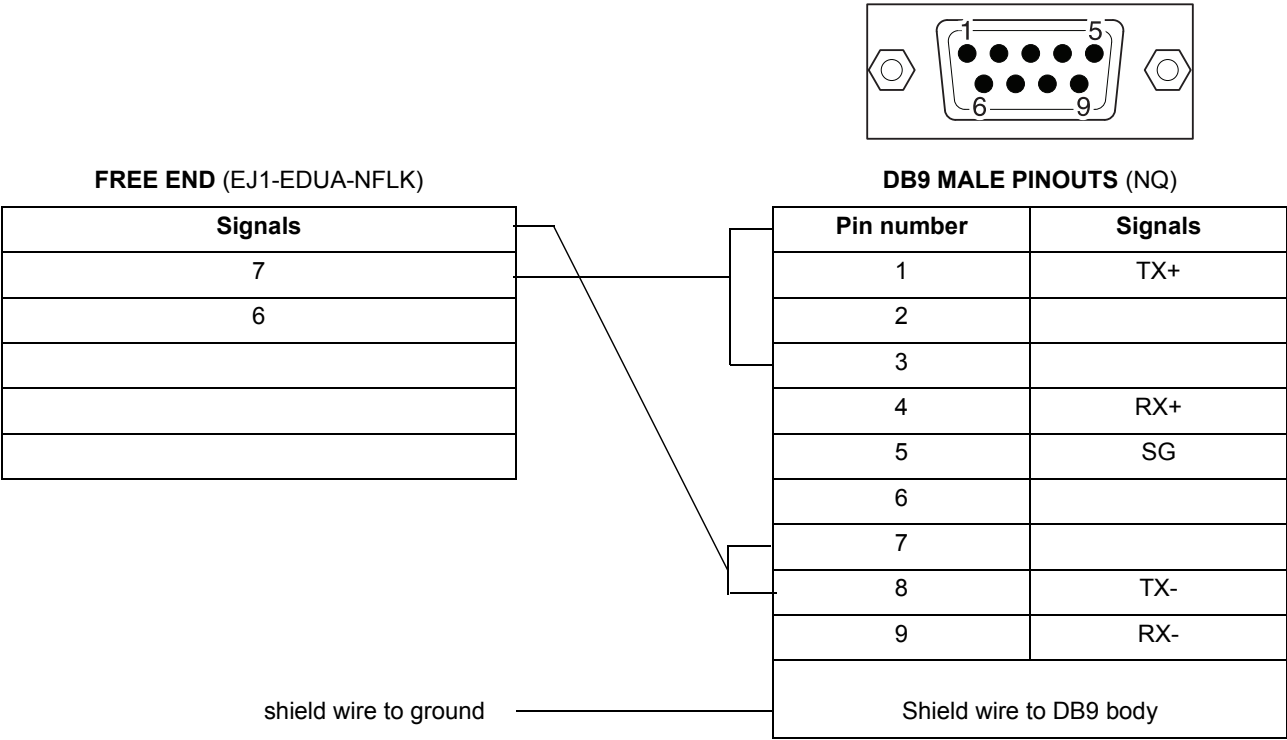 1 5
6 9
FREE END (EJ1-EDUA-NFLK)
Signals
7
6
DB9 MALE PINOUTS (NQ)
Pin number Signals
1 TX+
2
3
4 RX+
5 SG
6
7
8 TX-
9 RX-
shield wire to ground
Shield wire to DB9 body